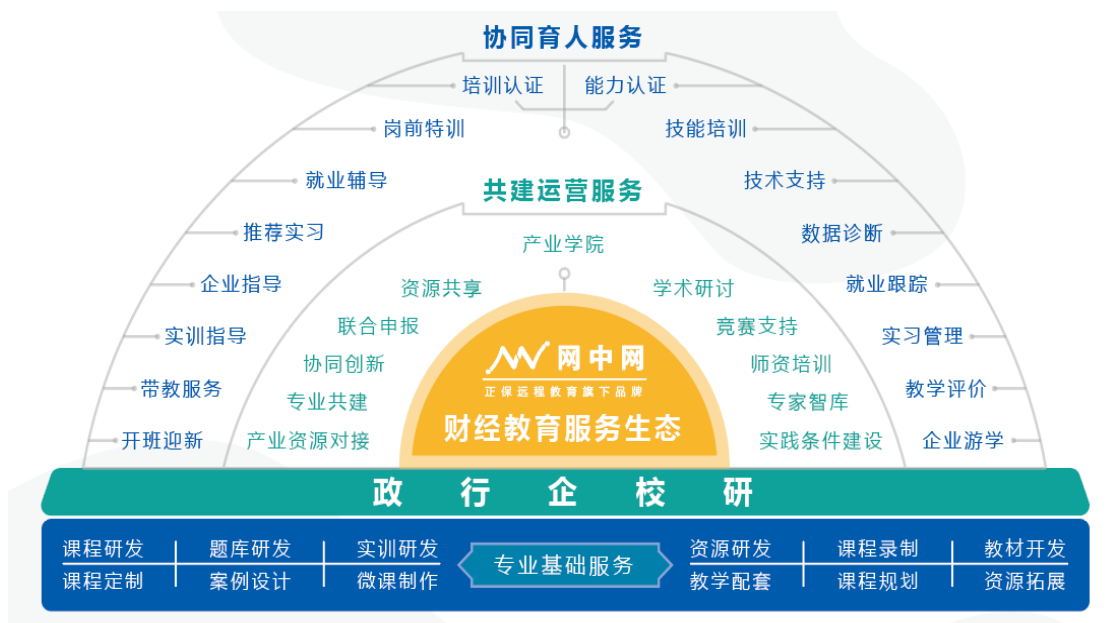 协同育人服务
培训认证 能力认证
岗前特训 技能培训
就业辅导 技术支持
共建运营服务
推荐实习 数据诊断
产业学院
企业指导 就业跟踪
资源共享 学术研讨
联合申报 竞赛支持
实训指导 实习管理
网中网
协同创新 师资培训
正保远程教育旗下品牌
带教服务 教学评价
专业共建 专家智库
财经教育服务生态
开班迎新 产业资源对接 实践条件建设 企业游学
政行企校研
课程研发 题库研发 实训研发 资源研发 课程录制 教材开发
专业基础服务
课程定制 案例设计 微课制作 教学配套 课程规划 资源拓展